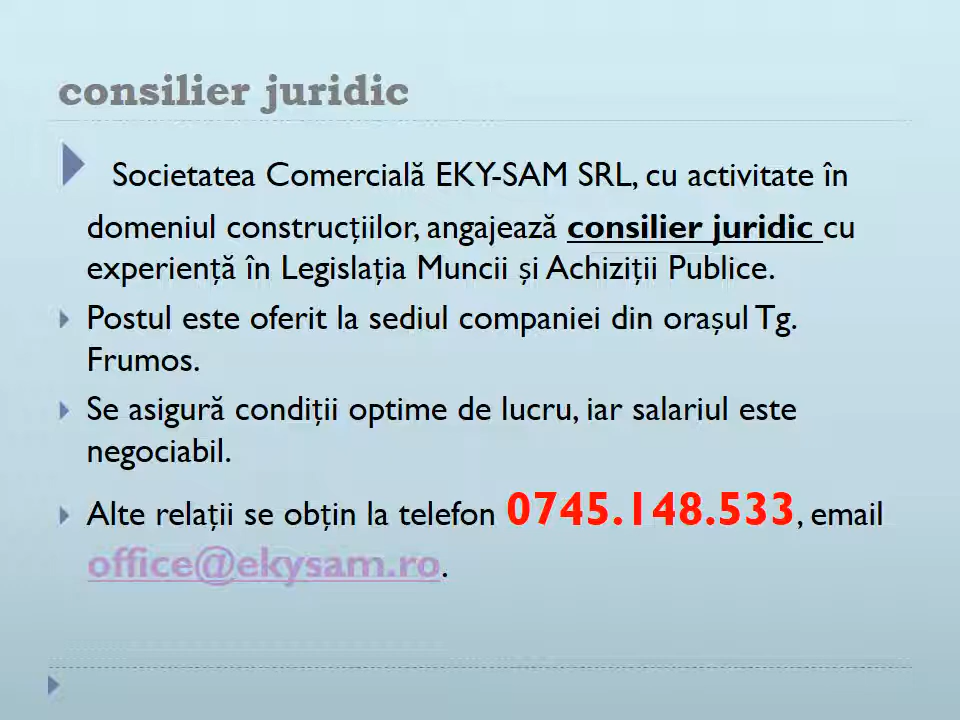 consilier juridic
Societatea Comercială EKY-SAM SRL, cu activitate în
domeniul construcțiilor, angajează consilier juridic cu
experiență în Legislația Muncii și Achiziții Publice.
Postul este oferit la sediul companiei din orașul Tg.
Frumos.
Se asigură condiții optime de lucru, iar salariul este
negociabil.
Alte relații se obțin la telefon 0745.148.533, email
office@ekysam.ro.